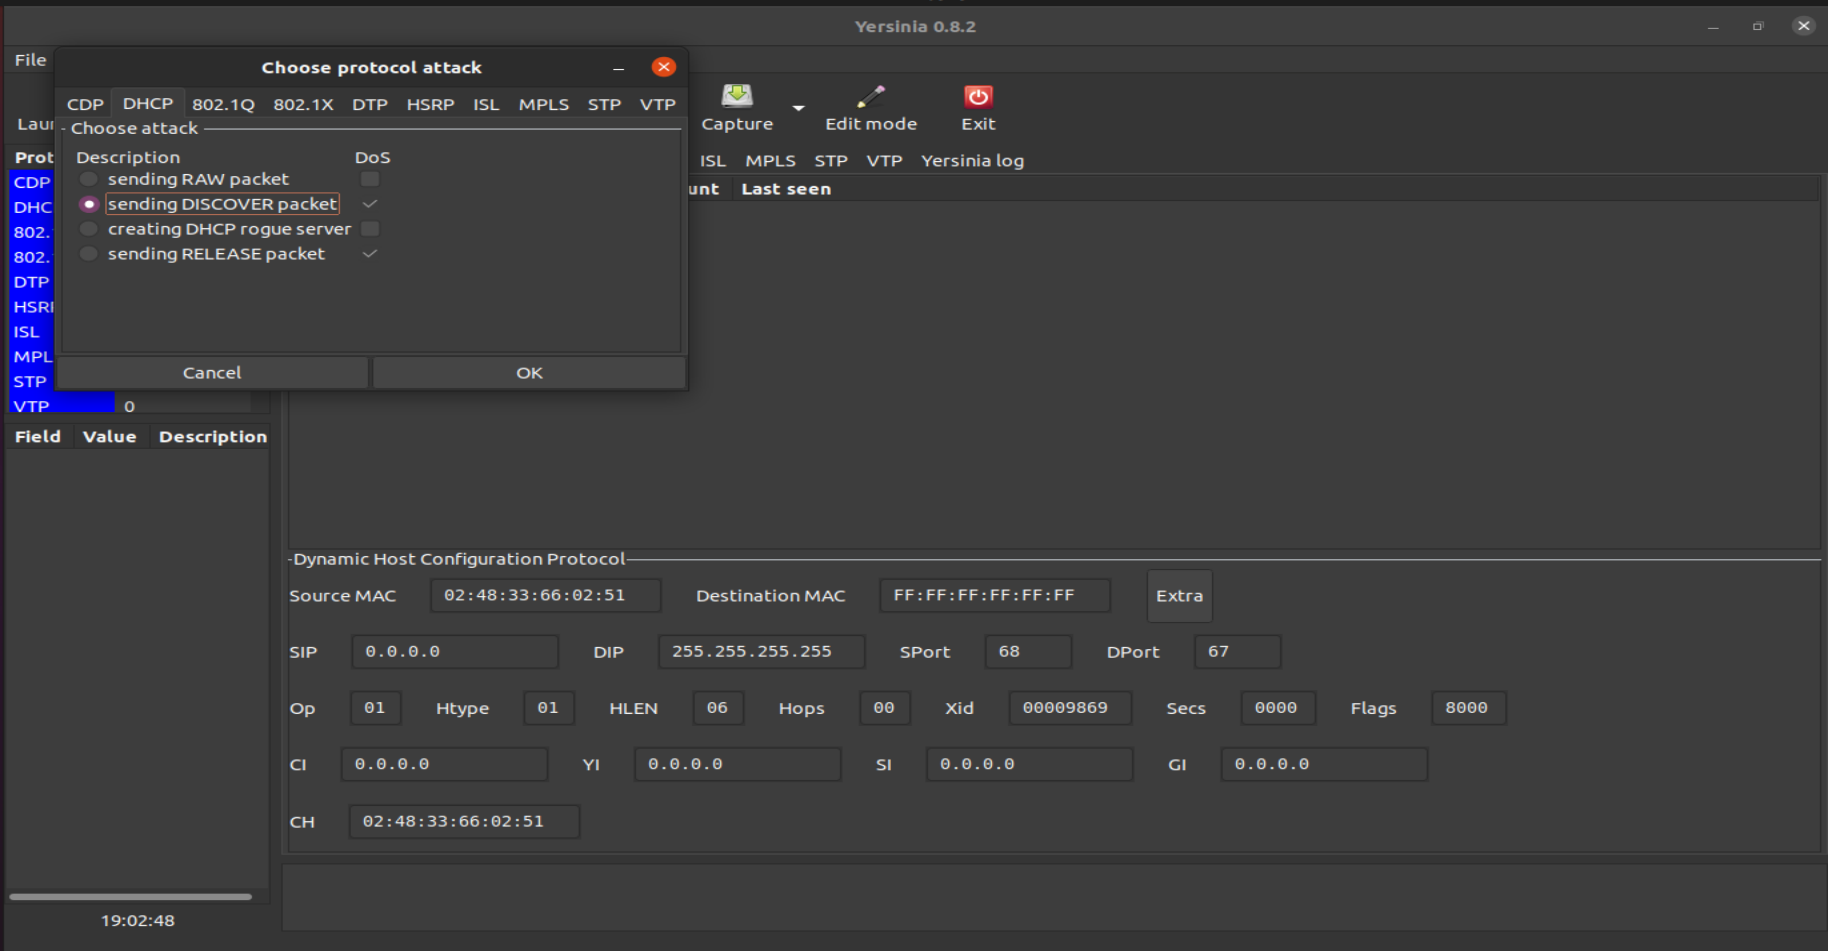 Yersinia 0.8.2
File
Choose protocol attack
CDP DHCP 802.1Q 802.1X DTP HSRP ISL MPLS STP VTP
Choose attack
Description DoS
sending RAW packet
sending DISCOVER packet
creating DHCP rogue server
sending RELEASE packet
Cancel OK
Laun
Capture Edit mode Exit
ISL MPLS STP VTP Yersinia log
Prot
unt Last seen
CDP
DHC
802.
802.
DTP
HSRP
ISL
MPL
STP
VTP 0
Field Value Description
19:02:48
Dynamic Host Configuration Protocol
Source MAC 02:48:33:66:02:51 Destination MAC FF:FF:FF:FF:FF:FF Extra
SIP 0.0.0.0 DIP 255.255.255.255 SPort 68 DPort 67
Op 01 Htype 01 HLEN 06 Hops 00 Xid 00009869 Secs 0000 Flags 8000
CI 0.0.0.0 YI 0.0.0.0 SI 0.0.0.0 GI 0.0.0.0
CH 02:48:33:66:02:51